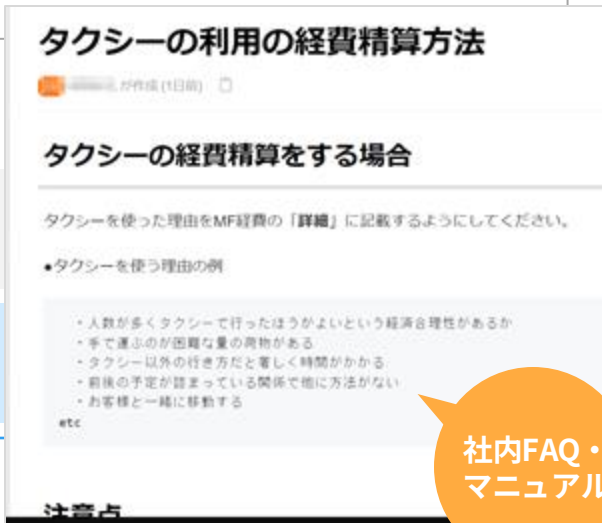 タクシーの利用の経費精算方法
が作成 (1日前)
タクシーの経費精算をする場合
タクシーを使った理由をMF経費の「詳細」に記載するようにしてください。
●タクシーを使う理由の例
・人数が多くタクシーで行ったほうがよいという経済合理性があるか
・手で運ぶのが困難な量の荷物がある
・タクシー以外の行き方だと著しく時間がかかる
・前後の予定が詰まっている関係で他に方法がない
・お客様と一緒に移動する
etc
社内FAQ・
マニュアル
注意点